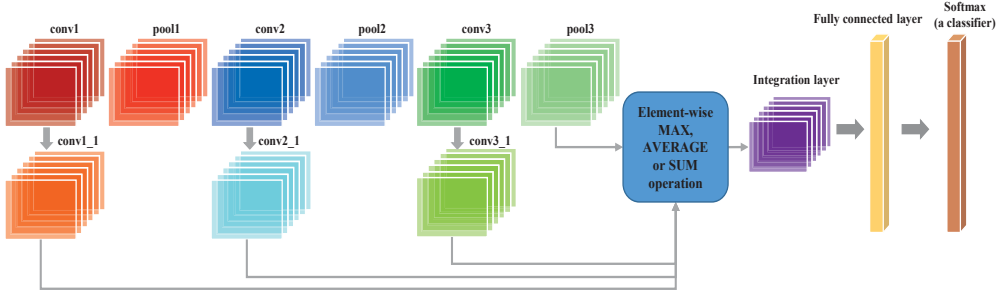 conv1
pool1
conv2
pool2
conv3
pool3
Fully connected layer
Softmax
(a classifier)
Integration layer
Element-wise
MAX,
AVERAGE
or SUM
operation
conv1_1
conv2_1
conv3_1